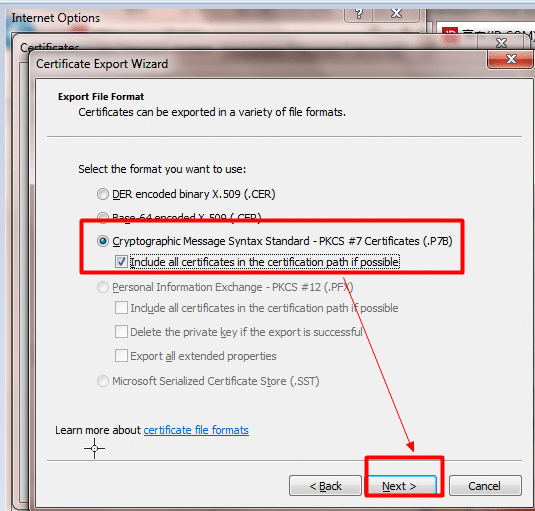 Internet Options
Certificates
Certificate Export Wizard
Export File Format
Certificates can be exported in a variety of file formats.
Select the format you want to use:
DER encoded binary X.509 (.CER)
Base-64 encoded X.509 (.CER)
Cryptographic Message Syntax Standard - PKCS #7 Certificates (.P7B)
Include all certificates in the certification path if possible
Personal Information Exchange - PKCS #12 (.PFX)
Include all certificates in the certification path if possible
Delete the private key if the export is successful
Export all extended properties
Microsoft Serialized Certificate Store (.SST)
Learn more about certificate file formats
< Back
Next >
Cancel